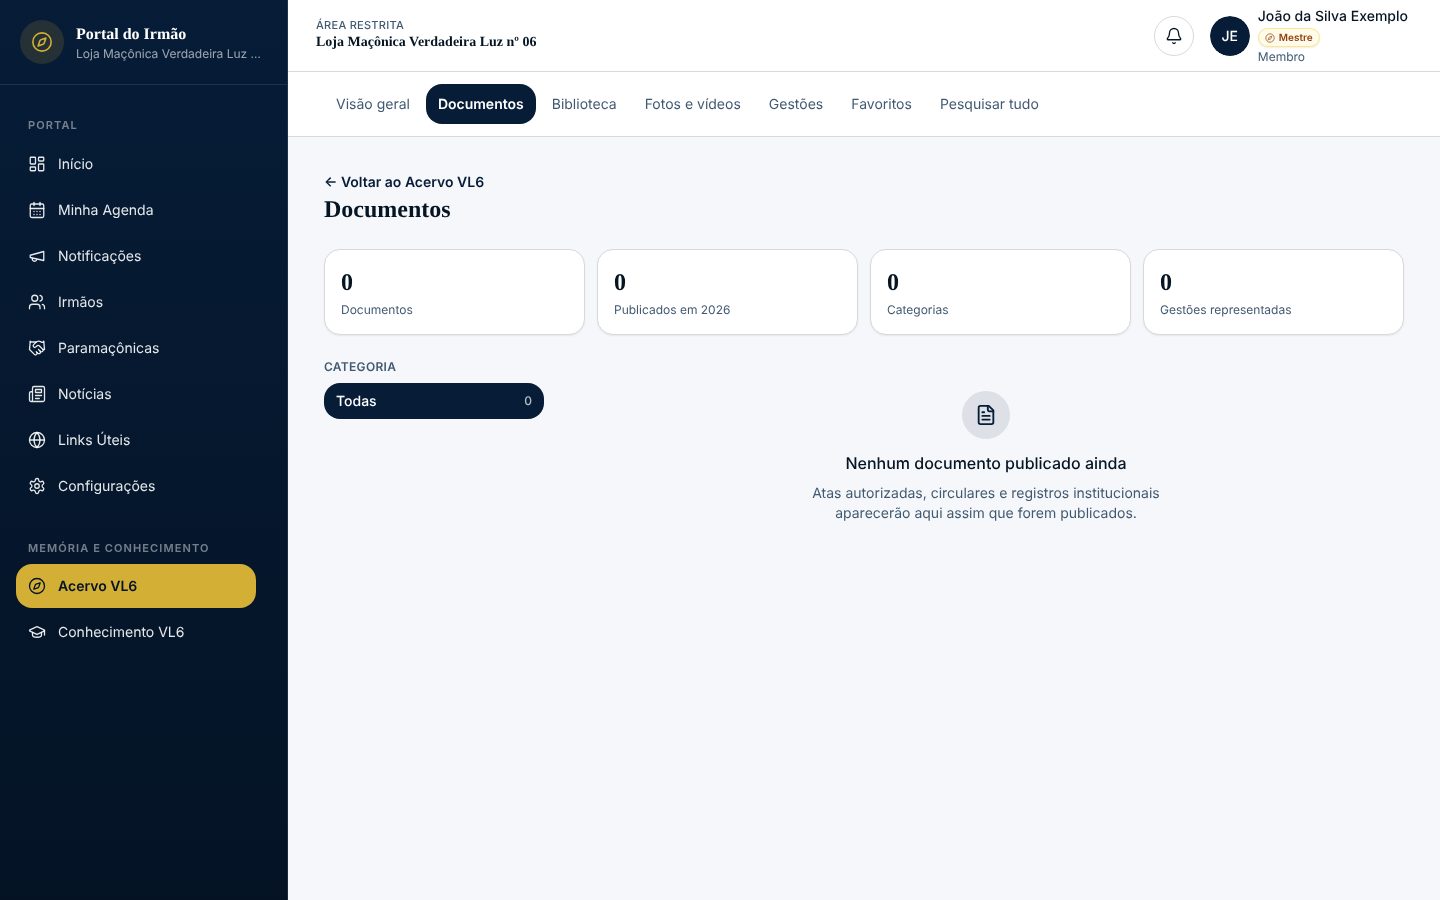 Portal do Irmão
Loja Maçônica Verdadeira Luz ...
PORTAL
Início
Minha Agenda
Notificações
Irmãos
Paramaçônicas
Notícias
Links Úteis
Configurações
MEMÓRIA E CONHECIMENTO
Acervo VL6
Conhecimento VL6
ÁREA RESTRITA
Loja Maçônica Verdadeira Luz nº 06
JE
João da Silva Exemplo
Mestre
Membro
Visão geral Documentos Biblioteca Fotos e vídeos Gestões Favoritos Pesquisar tudo
← Voltar ao Acervo VL6
Documentos
0
Documentos
0
Publicados em 2026
0
Categorias
0
Gestões representadas
CATEGORIA
Todas 0
Nenhum documento publicado ainda
Atas autorizadas, circulares e registros institucionais
aparecerão aqui assim que forem publicados.